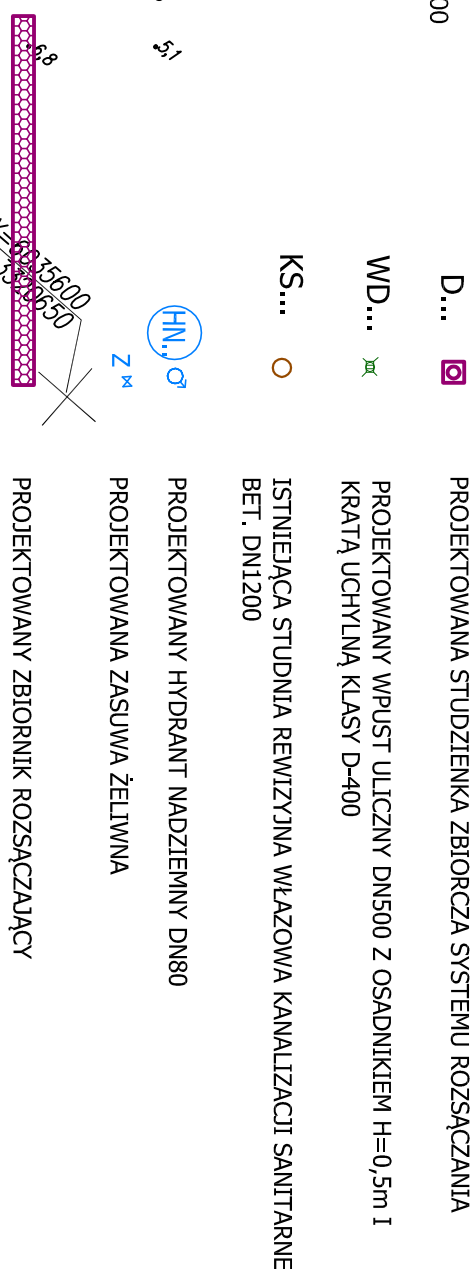 00
D...
PROJEKTOWANA STUDZIENKA ZBIORCZA SYSTEMU ROZSĄCZANIA
WD...
PROJEKTOWANY WPUST ULICZNY DN500 Z OSADNIKIEM H=0,5m I
KRATĄ UCHYLNĄ KLASY D-400
KS...
ISTNIEJĄCA STUDNIA REWIZYJNA WŁAZOWA KANALIZACJI SANITARNE
BET. DN1200
HN..
PROJEKTOWANY HYDRANT NADZIEMNY DN80
Z
PROJEKTOWANA ZASUWA ŻELIWNA
PROJEKTOWANY ZBIORNIK ROZSĄCZAJĄCY
5,1
6,8